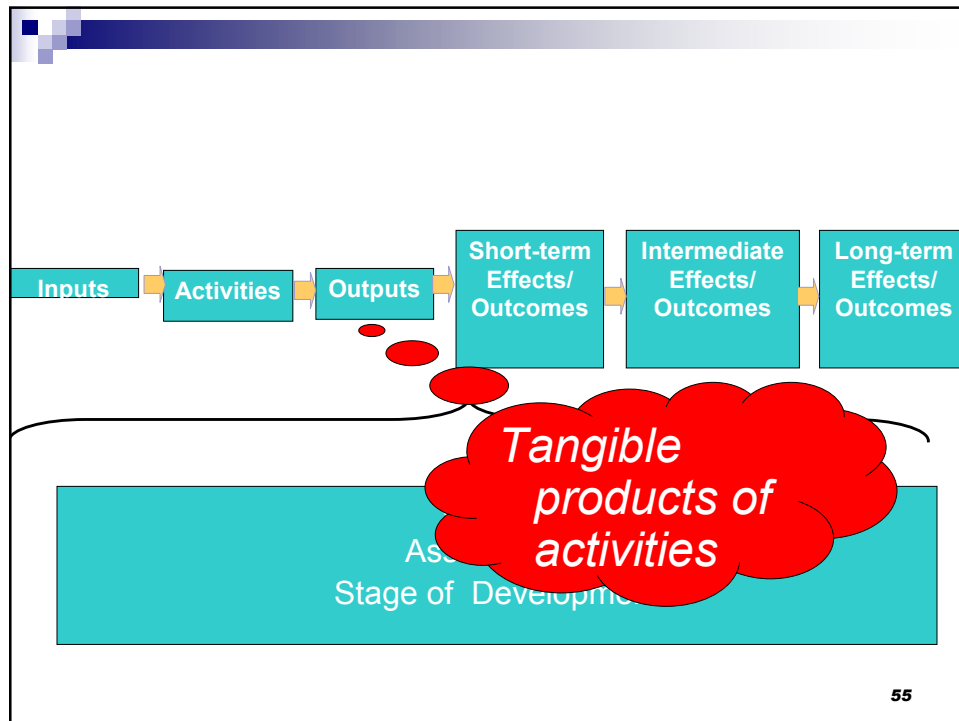 Inputs
Activities
Outputs
Short-term
Effects/
Outcomes
Intermediate
Effects/
Outcomes
Long-term
Effects/
Outcomes
Tangible
products of
activities
Stage of
55